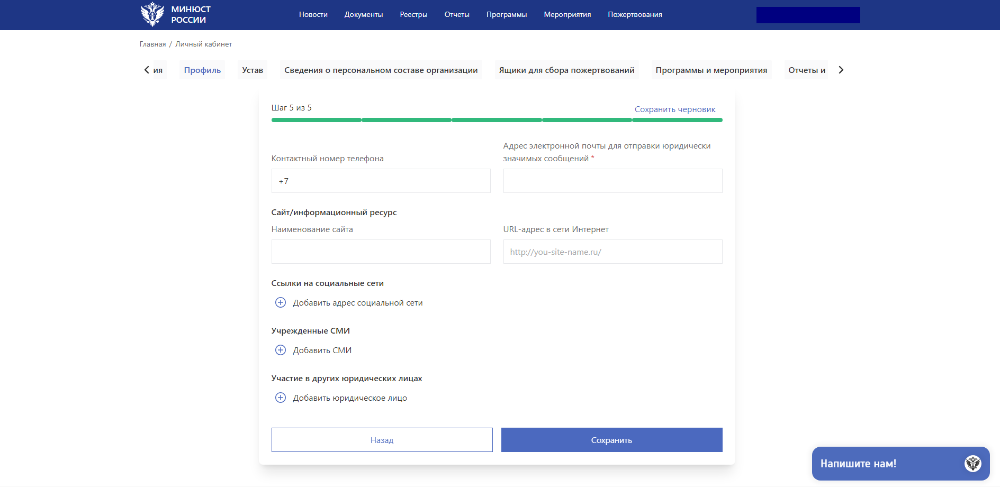 МИНЮСТ
РОССИИ
Новости Документы Реестры Отчеты Программы Мероприятия Пожертвования
Главная / Личный кабинет
ия Профиль Устав Сведения о персональном составе организации Ящики для сбора пожертвований Программы и мероприятия Отчеты и
Шаг 5 из 5
Сохранить черновик
Контактный номер телефона
+7
Адрес электронной почты для отправки юридически
значимых сообщений *
Сайт/информационный ресурс
Наименование сайта
URL-адрес в сети Интернет
http://you-site-name.ru/
Ссылки на социальные сети
Добавить адрес социальной сети
Учрежденные СМИ
Добавить СМИ
Участие в других юридических лицах
Добавить юридическое лицо
Назад
Сохранить
Напишите нам!